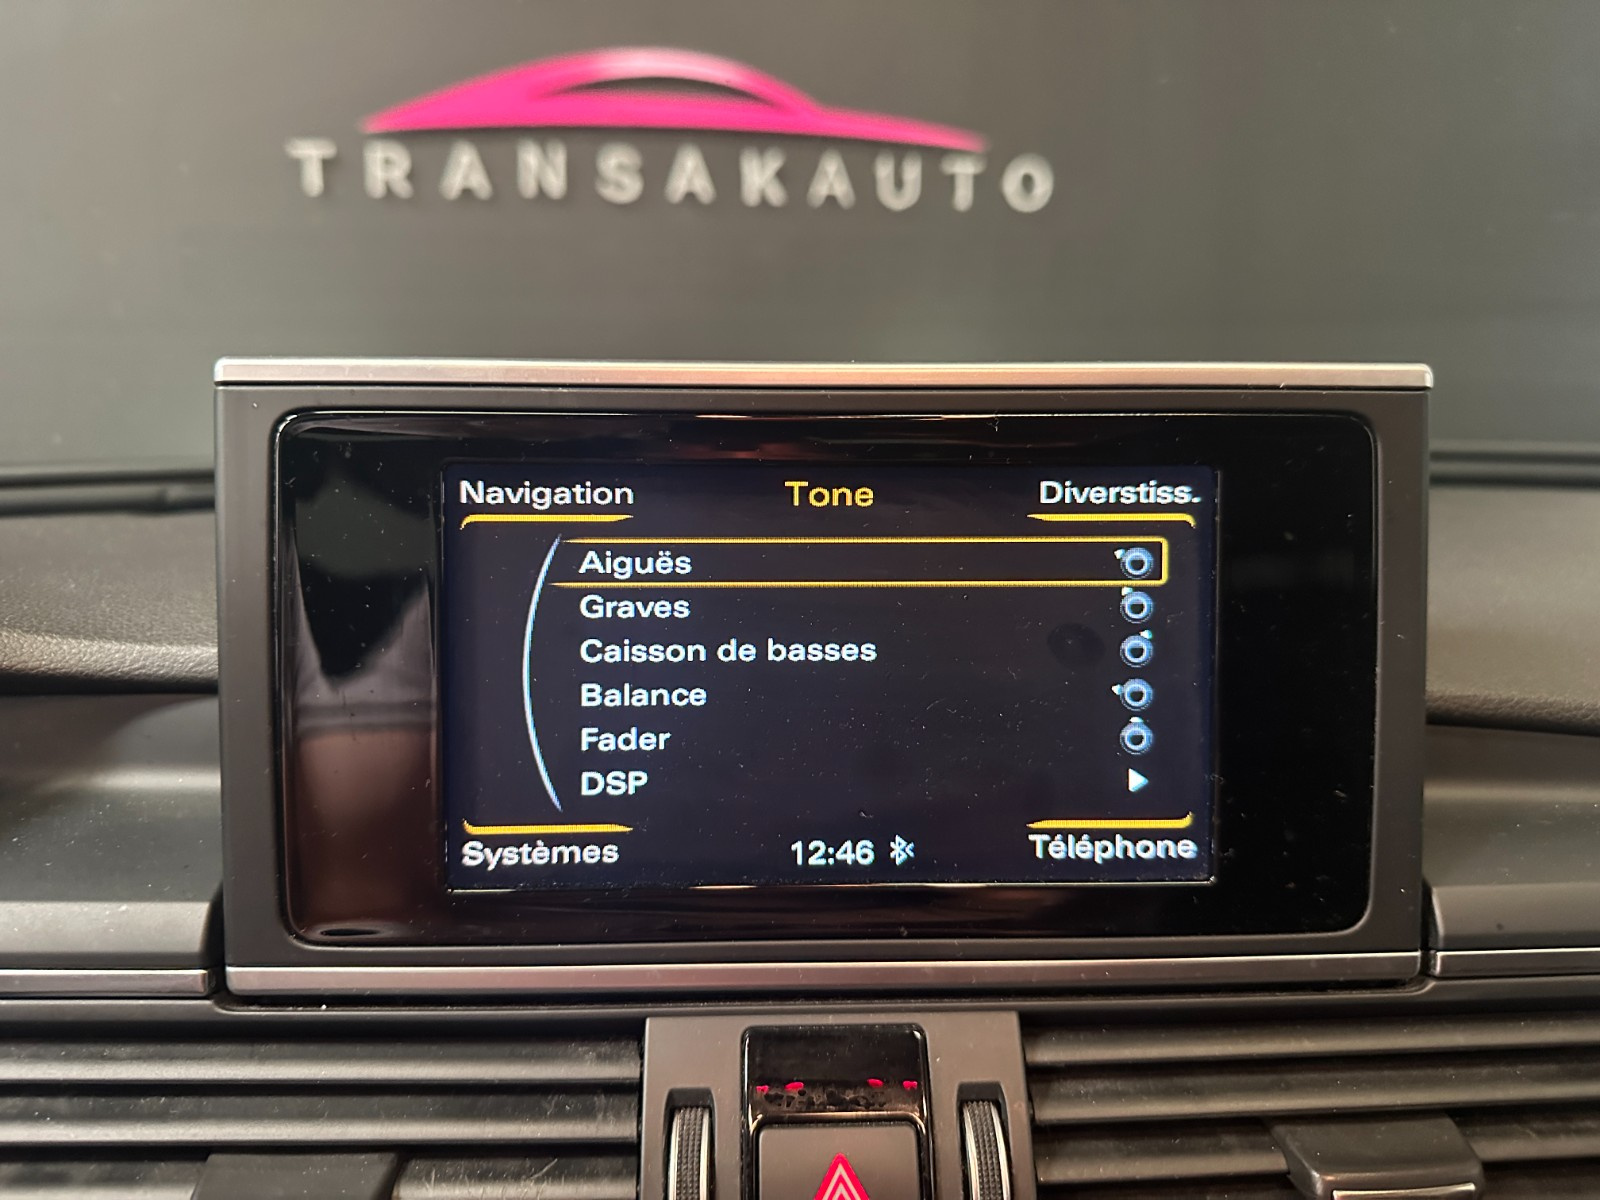 TRANSAKAUTO
Navigation
Tone
Diverstiss.
Aiguës
Graves
Caisson de basses
Balance
Fader
DSP
Systèmes
12:46
Téléphone